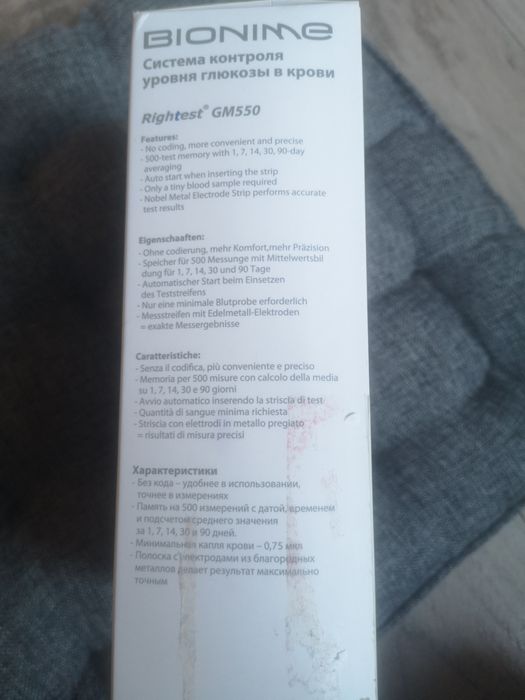 BIONIME
Система контроля
уровня глюкозы в крови
Rightest® GM550
Features:
- No coding, more convenient and precise
- 500-test memory with 1, 7, 14, 30, 90-day
averaging
- Auto start when inserting the strip
- Only a tiny blood sample required
- Nobel Metal Electrode Strip performs accurate
test results
Eigenschaaften:
- Ohne codierung, mehr Komfort,mehr Präzision
- Speicher für 500 Messunge mit Mittelwertsbil
dung für 1, 7, 14, 30 und 90 Tage
- Automatischer Start beim Einsetzen
des Teststreifens
- Nur eine minimale Blutprobe erforderlich
- Messstreifen mit Edelmetall-Elektroden
= exakte Messergebnisse
Caratteristiche:
- Senza il codifica, più conveniente e preciso
- Memoria per 500 misure con calcolo della media
su 1, 7, 14, 30 e 90 giorni
- Avvio automatico inserendo la striscia di test
- Quantità di sangue minima richiesta
- Striscia con elettrodi in metallo pregiato
= risultati di misura precisi
Характеристики
- Без кода – удобнее в использовании,
точнее в измерениях
- Память на 500 измерений с датой, временем
и подсчетом среднего значения
за 1, 7, 14, 30 и 90 дней.
- Минимальная капля крови – 0,75 мкл
- Полоска с электродами из благородных
металлов делает результат максимально
точным